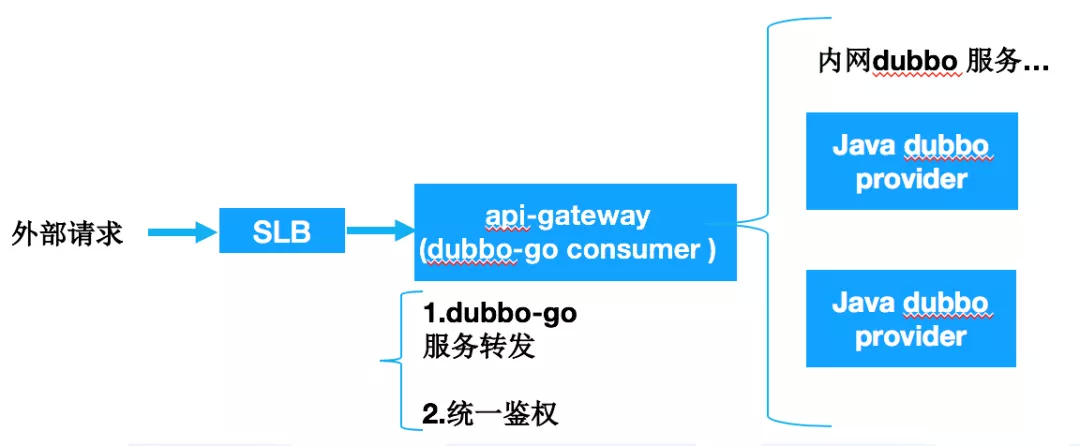 外部请求
SLB
api-gateway
(dubbo-go consumer )
1.dubbo-go
服务转发
2.统一鉴权
内网dubbo 服务...
Java dubbo
provider
Java dubbo
provider